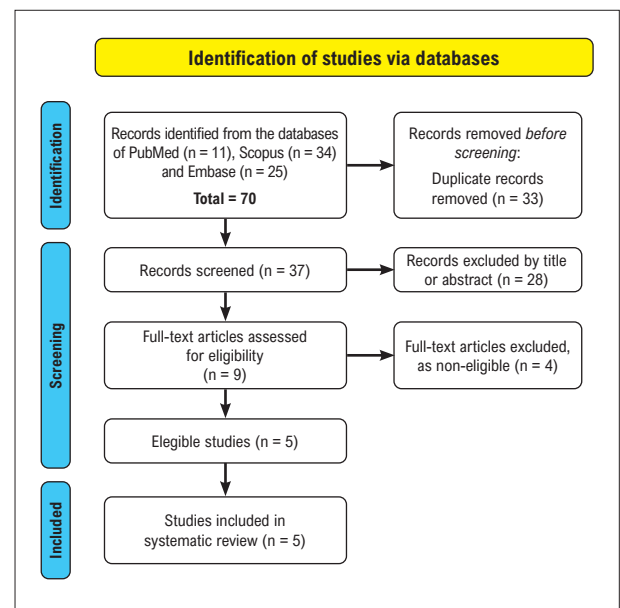 Identification of studies via databases
Identification
Records identified from the databases
of PubMed (n = 11), Scopus (n = 34)
and Embase (n = 25)
Total = 70
Records removed before
screening:
Duplicate records
removed (n = 33)
Screening
Records screened (n = 37)
Records excluded by title
or abstract (n = 28)
Full-text articles assessed
for eligibility
(n = 9)
Full-text articles excluded,
as non-eligible (n = 4)
Elegible studies (n = 5)
Included
Studies included in
systematic review (n = 5)